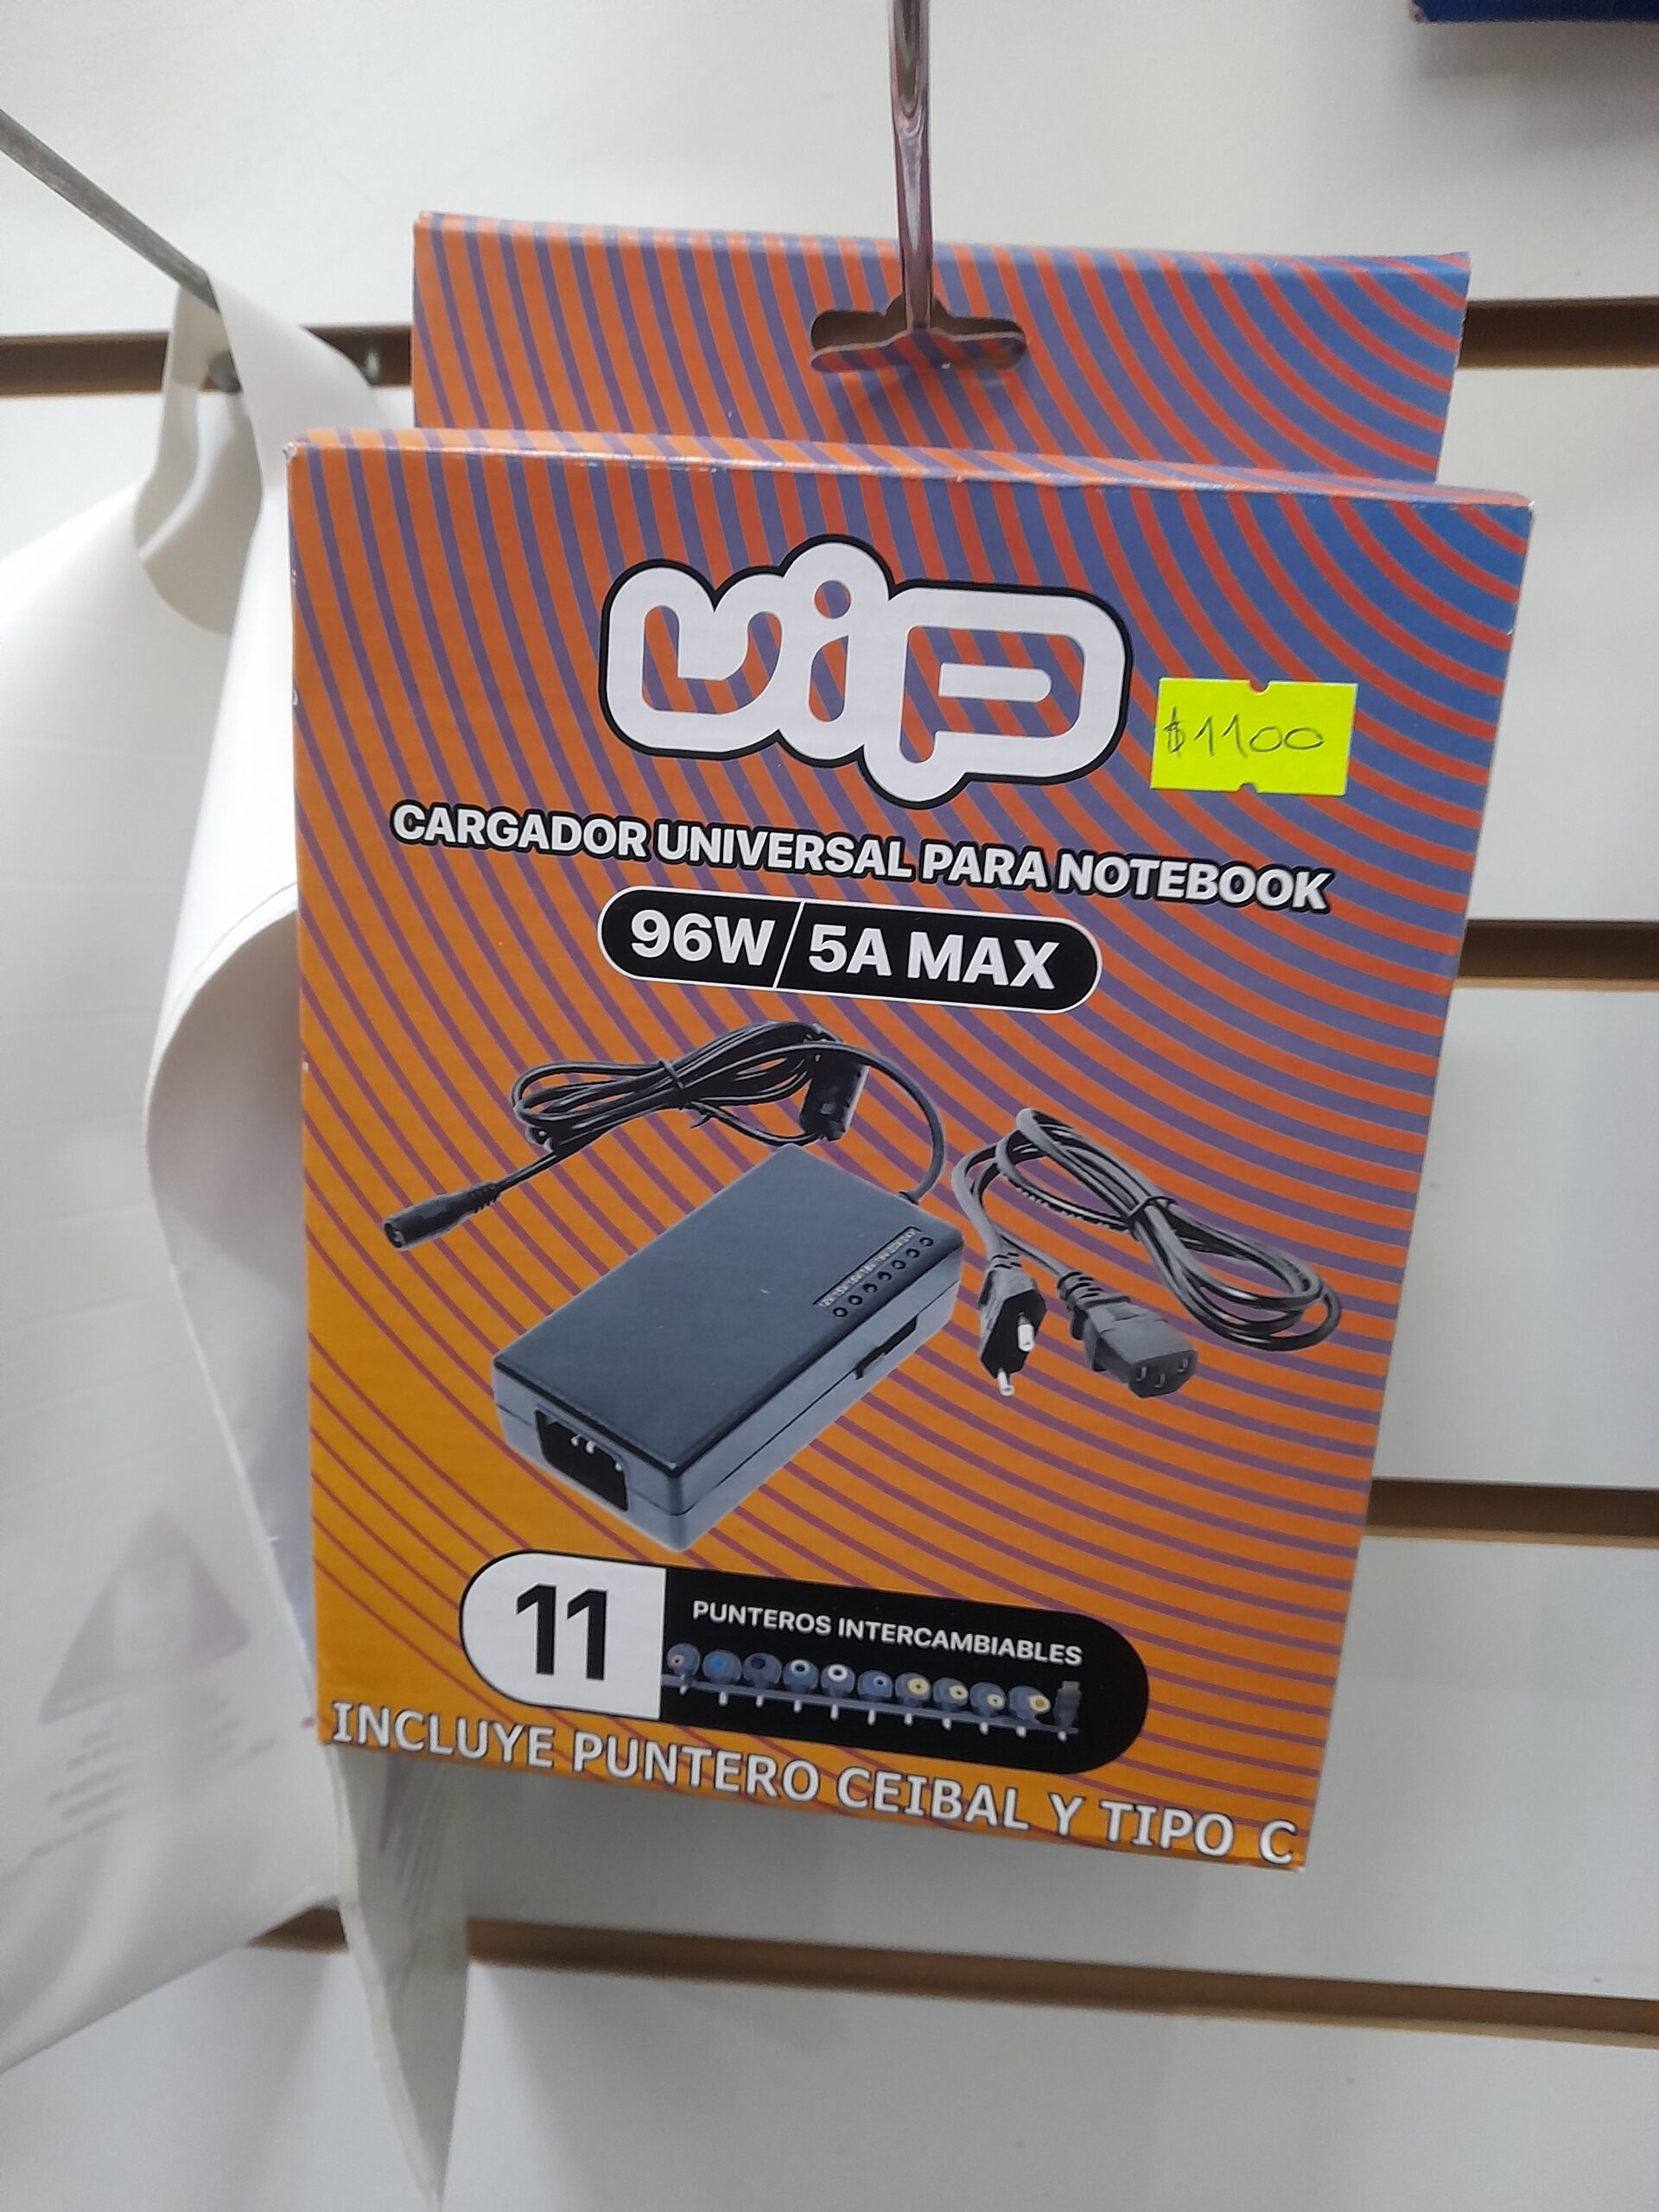 vip
$1100
CARGADOR UNIVERSAL PARA NOTEBOOK
96W/5A MAX
11
PUNTEROS INTERCAMBIABLES
INCLUYE PUNTERO CEIBAL Y TIPO C